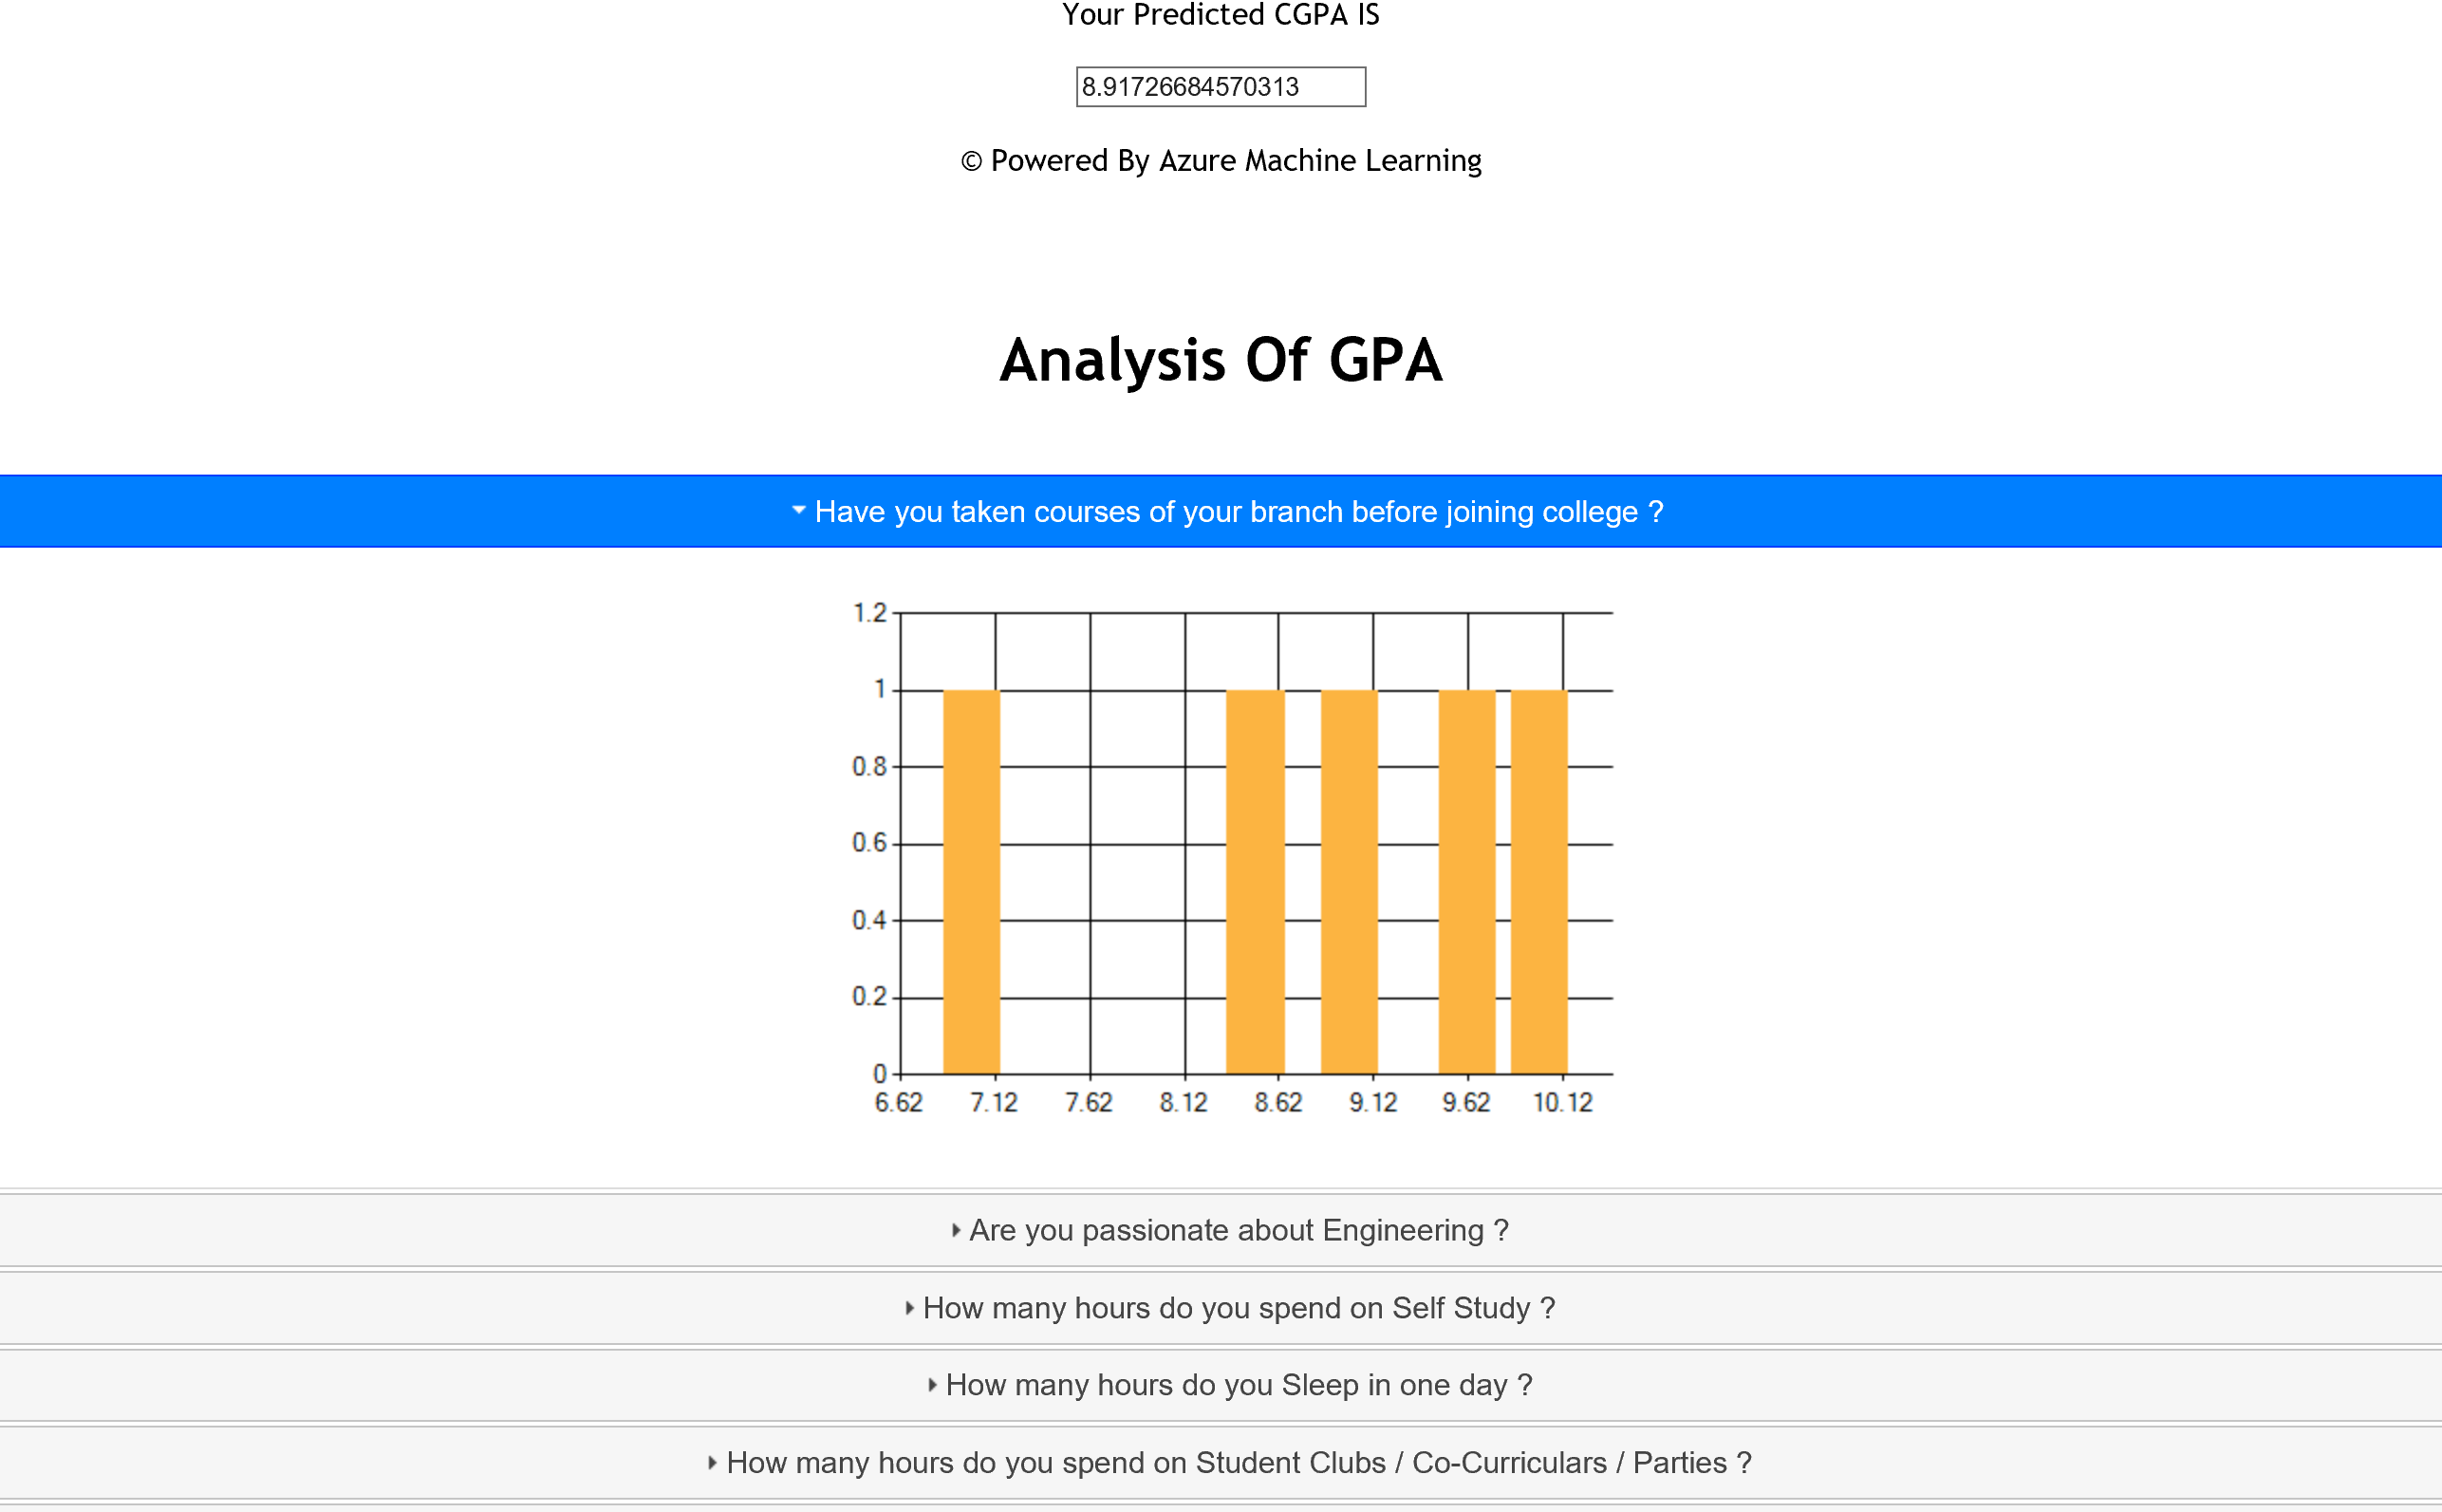 Your Predicted CGPA IS
8.91726684570313
© Powered By Azure Machine Learning
Analysis Of GPA
Have you taken courses of your branch before joining college ?
1.2
1
0.8
0.6
0.4
0.2
0
6.62 7.12 7.62 8.12 8.62 9.12 9.62 10.12
Are you passionate about Engineering ?
How many hours do you spend on Self Study ?
How many hours do you Sleep in one day ?
How many hours do you spend on Student Clubs / Co-Curriculars / Parties ?